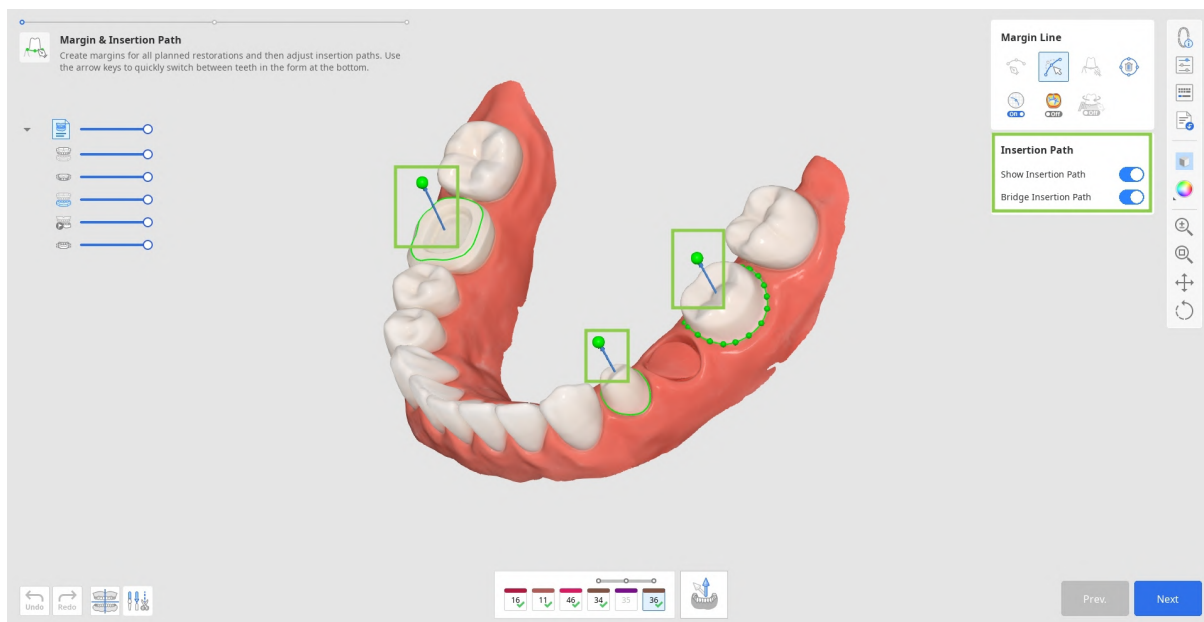 Margin & Insertion Path
Create margins for all planned restorations and then adjust insertion paths. Use
the arrow keys to quickly switch between teeth in the form at the bottom.
Margin Line
ON
OFF
OFF
Insertion Path
Show Insertion Path
Bridge Insertion Path
Undo
Redo
16
11
46
34
35
36
Prev.
Next